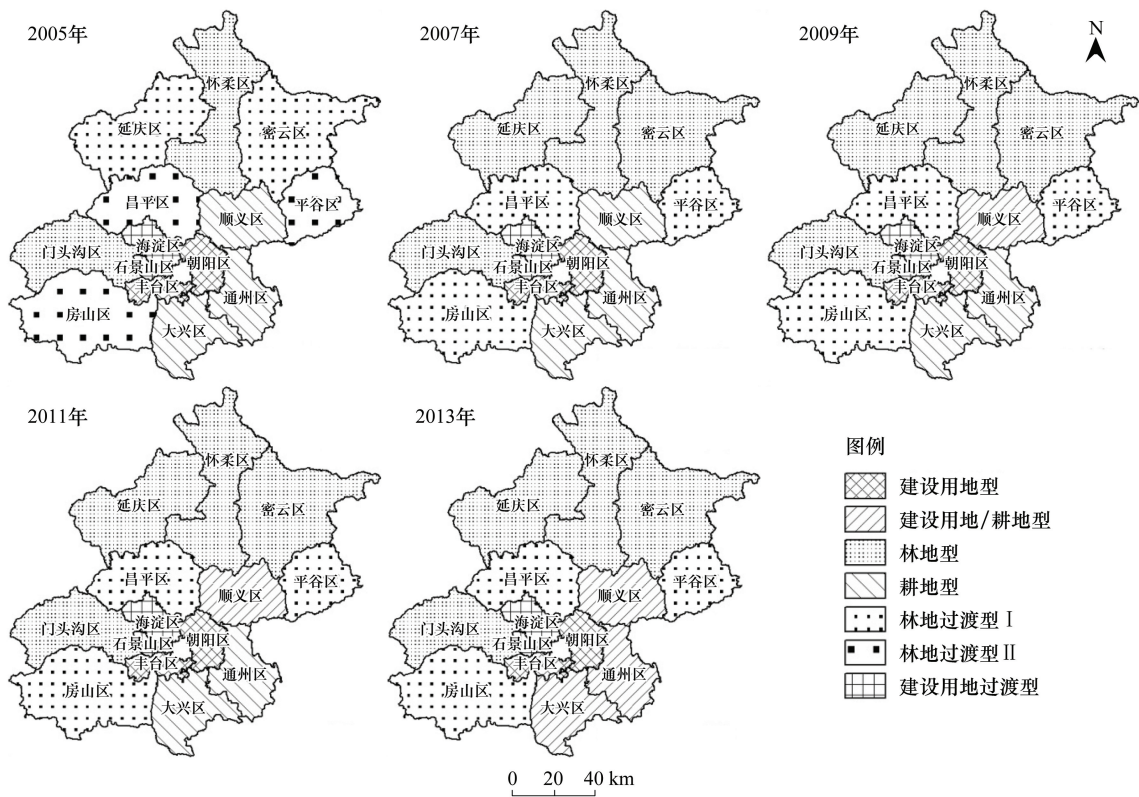 2005年
怀柔区
延庆区
密云区
昌平区
平谷区
顺义区
海淀区
门头沟区
朝阳区
石景山区
丰台区
通州区
房山区
大兴区
2007年
怀柔区
延庆区
密云区
昌平区
平谷区
顺义区
海淀区
门头沟区
朝阳区
石景山区
丰台区
通州区
房山区
大兴区
2009年
N
怀柔区
延庆区
密云区
昌平区
平谷区
顺义区
海淀区
门头沟区
朝阳区
石景山区
丰台区
通州区
房山区
大兴区
2011年
怀柔区
延庆区
密云区
昌平区
平谷区
顺义区
海淀区
门头沟区
朝阳区
石景山区
丰台区
通州区
房山区
大兴区
2013年
怀柔区
延庆区
密云区
昌平区
平谷区
顺义区
海淀区
门头沟区
朝阳区
石景山区
丰台区
通州区
房山区
大兴区
图例
建设用地型
建设用地/耕地型
林地型
耕地型
林地过渡型Ⅰ
林地过渡型Ⅱ
建设用地过渡型
0 20 40 km